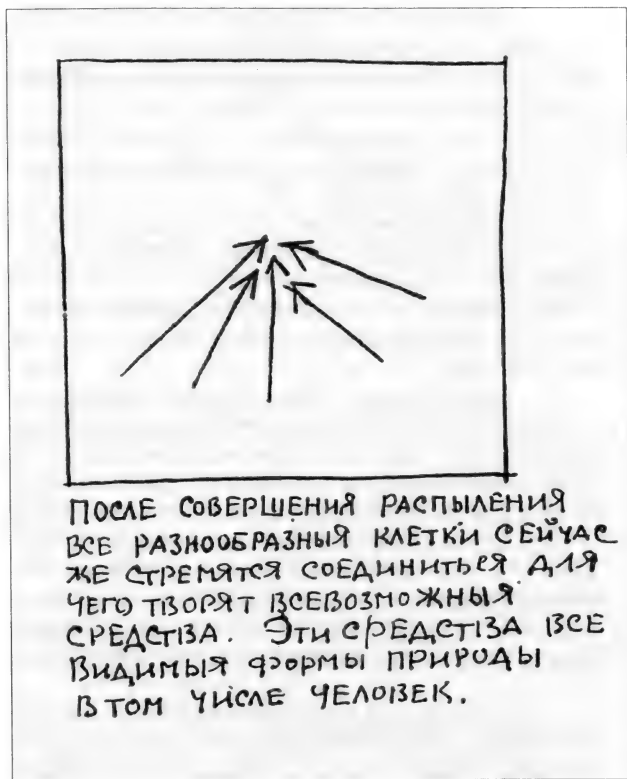 ПОСЛЕ СОВЕРШЕНИЯ РАСПЫЛЕНИЯ
ВСЕ РАЗНООБРАЗНЫЯ КЛЕТКИ СЕЙЧАС
ЖЕ СТРЕМЯТСЯ СОЕДИНИТЬСЯ ДЛЯ
ЧЕГО ТВОРЯТ ВСЕВОЗМОЖНЫЯ
СРЕДСТВА. ЭТИ СРЕДСТВА ВСЕ
ВИДИМЫЯ ФОРМЫ ПРИРОДЫ
В ТОМ ЧИСЛЕ ЧЕЛОВЕК.